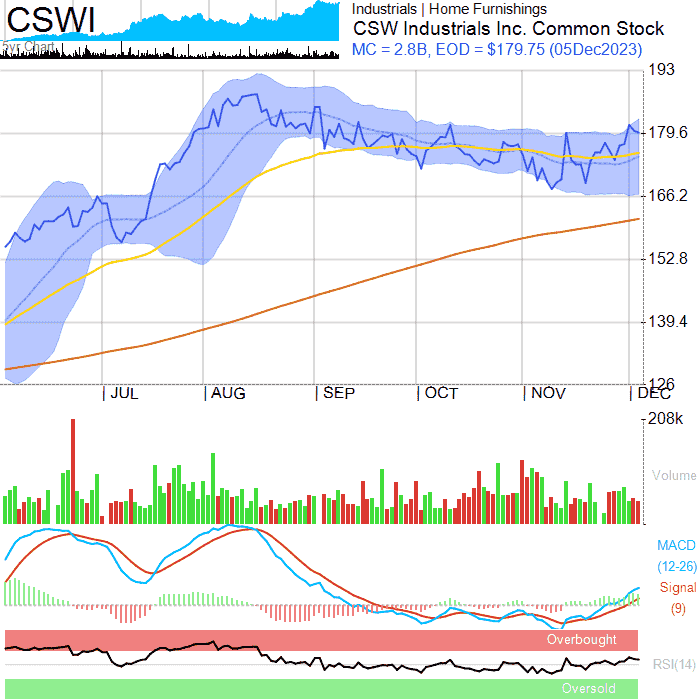 CSWI
5yr Chart
Industrials | Home Furnishings
CSW Industrials Inc. Common Stock
MC = 2.8B, EOD = $179.75 (05Dec2023)
193
179.6
166.2
152.8
139.4
126
| JUL | AUG | SEP | OCT | NOV | DEC
208k
Volume
MACD
(12-26)
Signal
(9)
Overbought
RSI(14)
Oversold